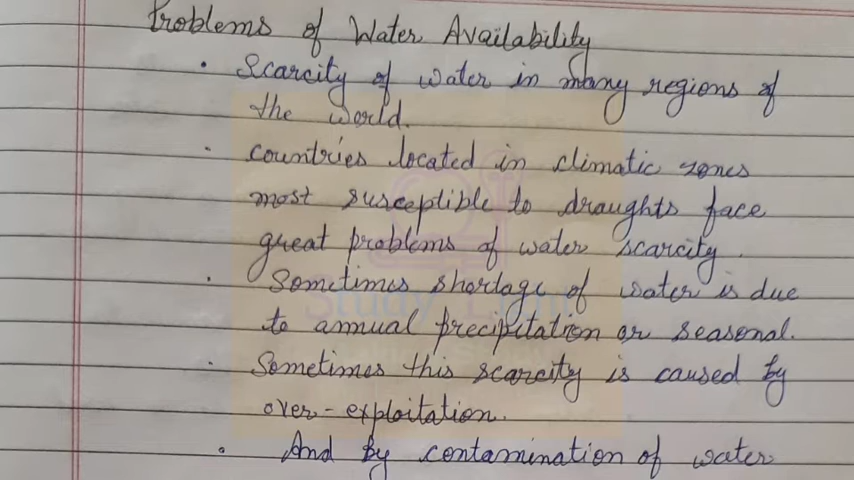 Problems of Water Availability
• Scarcity of water in many regions of
the world.
• countries located in climatic zones
most susceptible to draughts face
great problems of water scarcity.
• Sometimes shortage of water is due
to annual precipitation or seasonal.
• Sometimes this scarcity is caused by
over-exploitation.
• And by contamination of water